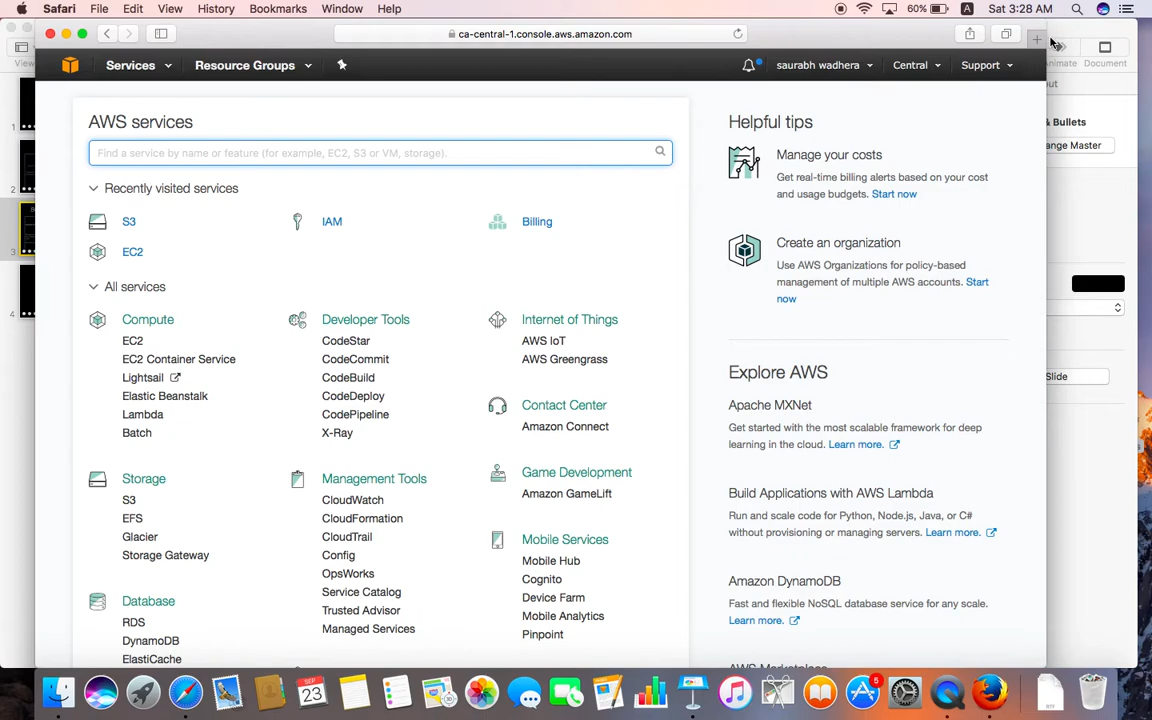 Safari File Edit View History Bookmarks Window Help
60% A Sat 3:28 AM
ca-central-1.console.aws.amazon.com
View
Animate Document
Services Resource Groups
saurabh wadhera Central Support
AWS services
Find a service by name or feature (for example, EC2, S3 or VM, storage).
Recently visited services
S3 IAM Billing
EC2
All services
Compute
EC2
EC2 Container Service
Lightsail
Elastic Beanstalk
Lambda
Batch
Storage
S3
EFS
Glacier
Storage Gateway
Database
RDS
DynamoDB
ElastiCache
Developer Tools
CodeStar
CodeCommit
CodeBuild
CodeDeploy
CodePipeline
X-Ray
Management Tools
CloudWatch
CloudFormation
CloudTrail
Config
OpsWorks
Service Catalog
Trusted Advisor
Managed Services
Internet of Things
AWS IoT
AWS Greengrass
Contact Center
Amazon Connect
Game Development
Amazon GameLift
Mobile Services
Mobile Hub
Cognito
Device Farm
Mobile Analytics
Pinpoint
Helpful tips
Manage your costs
Get real-time billing alerts based on your cost
and usage budgets. Start now
Create an organization
Use AWS Organizations for policy-based
management of multiple AWS accounts. Start
now
Explore AWS
Apache MXNet
Get started with the most scalable framework for deep
learning in the cloud. Learn more.
Build Applications with AWS Lambda
Run and scale code for Python, Node.js, Java, or C#
without provisioning or managing servers. Learn more.
Amazon DynamoDB
Fast and flexible NoSQL database service for any scale.
Learn more.
AWS Marketplace
& Bullets
ange Master
Slide
1
2
3
4
SEP
23
5